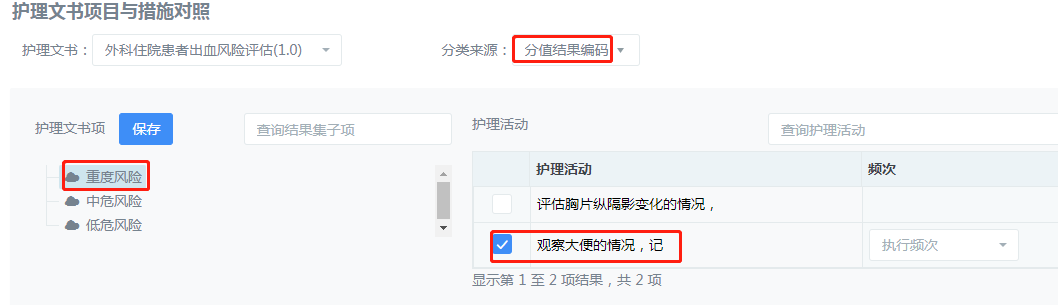 护理文书项目与措施对照
护理文书： 外科住院患者出血风险评估(1.0) 分类来源： 分值结果编码
护理文书项 保存 查询结果集子项
重度风险
中危风险
低危风险
护理活动 查询护理活动
护理活动 频次
评估胸片纵隔影变化的情况，
观察大便的情况，记 执行频次
显示第 1 至 2 项结果，共 2 项